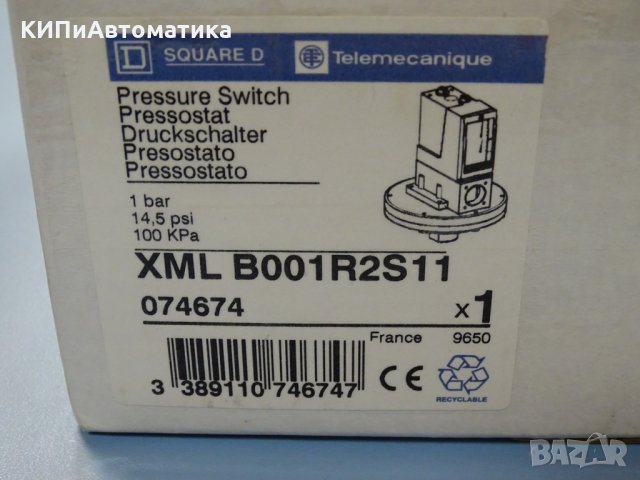 КИПиАвтоматика
SQUARE D Telemecanique
Pressure Switch
Pressostat
Druckschalter
Presostato
Pressostato
1 bar
14,5 psi
100 KPa
XML B001R2S11
074674 x1
France 9650
3 389110 746747 CE
RECYCLABLE
BAZAR